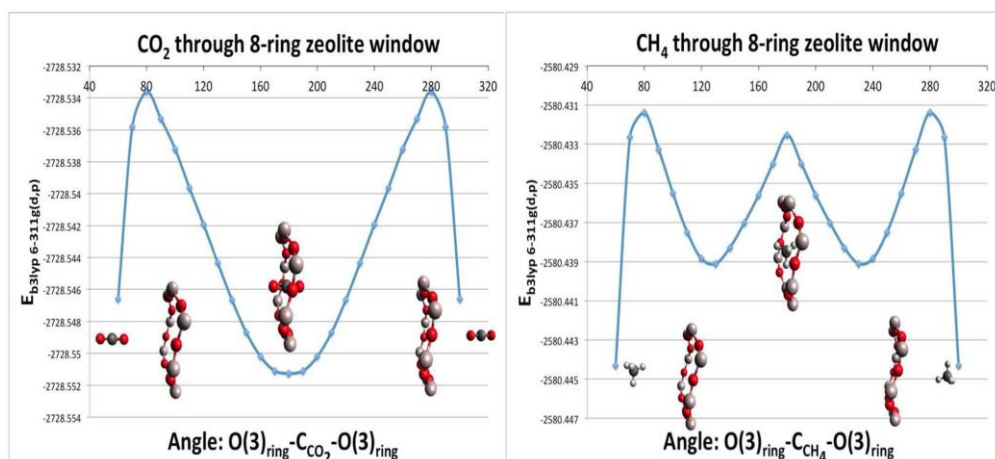 CO2 through 8-ring zeolite window
-2728.532
40 80 120 160 200 240 280 320
-2728.534
-2728.536
-2728.538
-2728.54
-2728.542
-2728.544
-2728.546
-2728.548
-2728.55
-2728.552
-2728.554
Eb3lyp 6-311g(d,p)
Angle: O(3)ring-CCO2-O(3)ring
CH4 through 8-ring zeolite window
-2580.429
40 80 120 160 200 240 280 320
-2580.431
-2580.433
-2580.435
-2580.437
-2580.439
-2580.441
-2580.443
-2580.445
-2580.447
Eb3lyp 6-311g(d,p)
Angle: O(3)ring-CCH4-O(3)ring